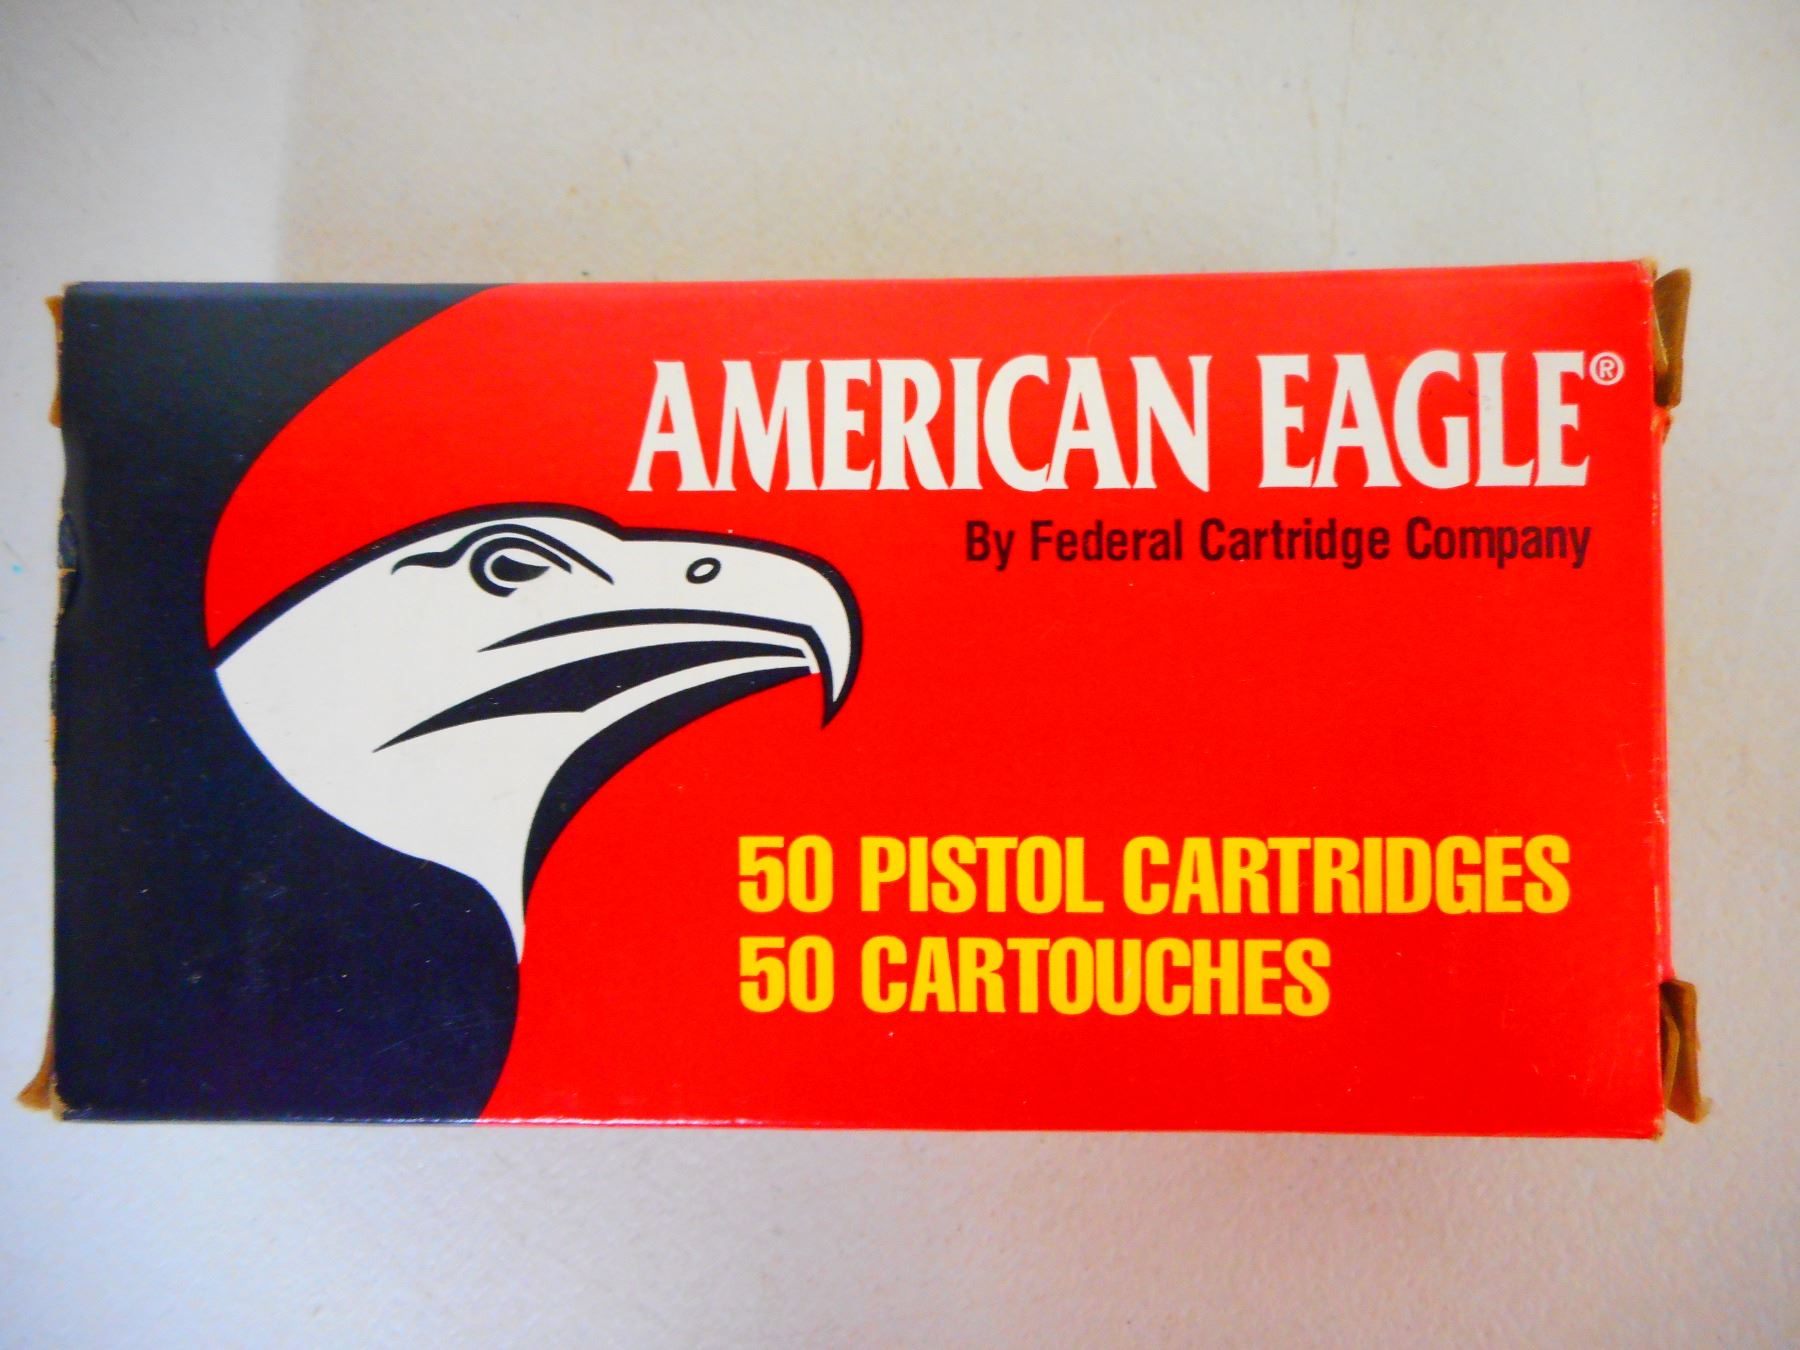 AMERICAN EAGLE®
By Federal Cartridge Company
50 PISTOL CARTRIDGES
50 CARTOUCHES